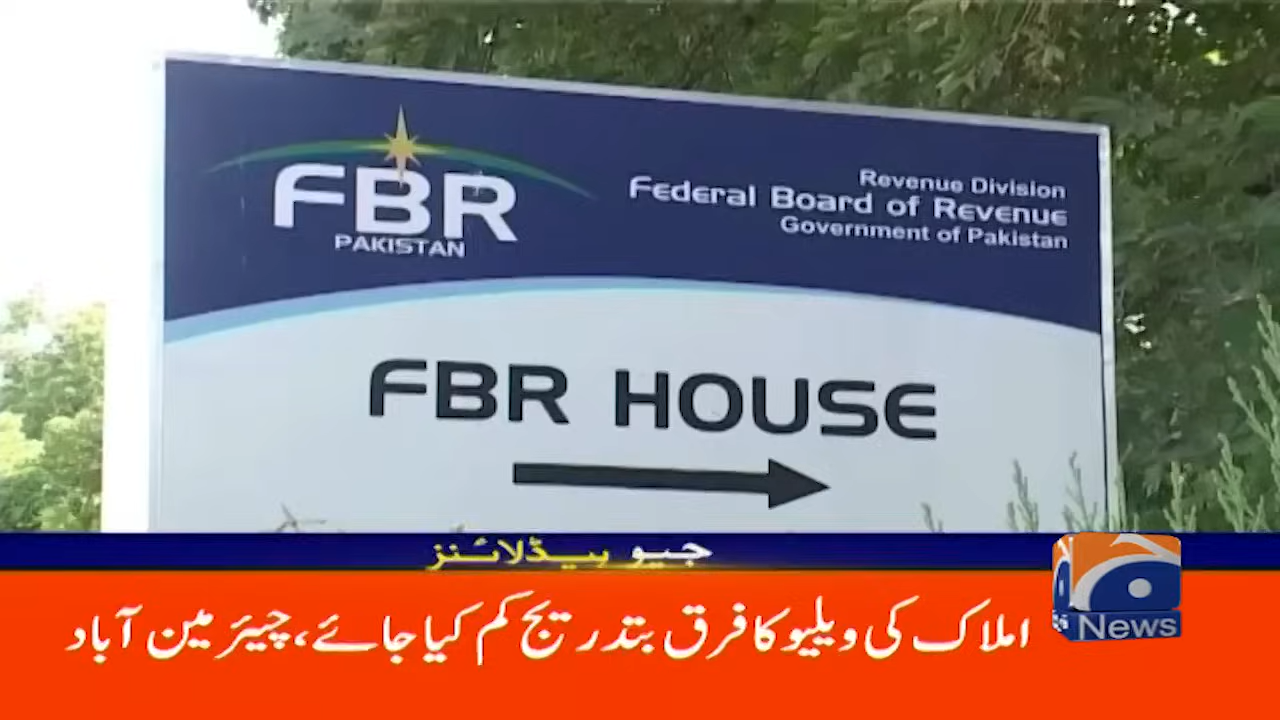 FBR
PAKISTAN
Revenue Division
Federal Board of Revenue
Government of Pakistan
FBR HOUSE
جیو ہیڈلائنز
املاک کی ویلیو کا فرق بتدریج کم کیا جائے، چیئرمین آباد
News